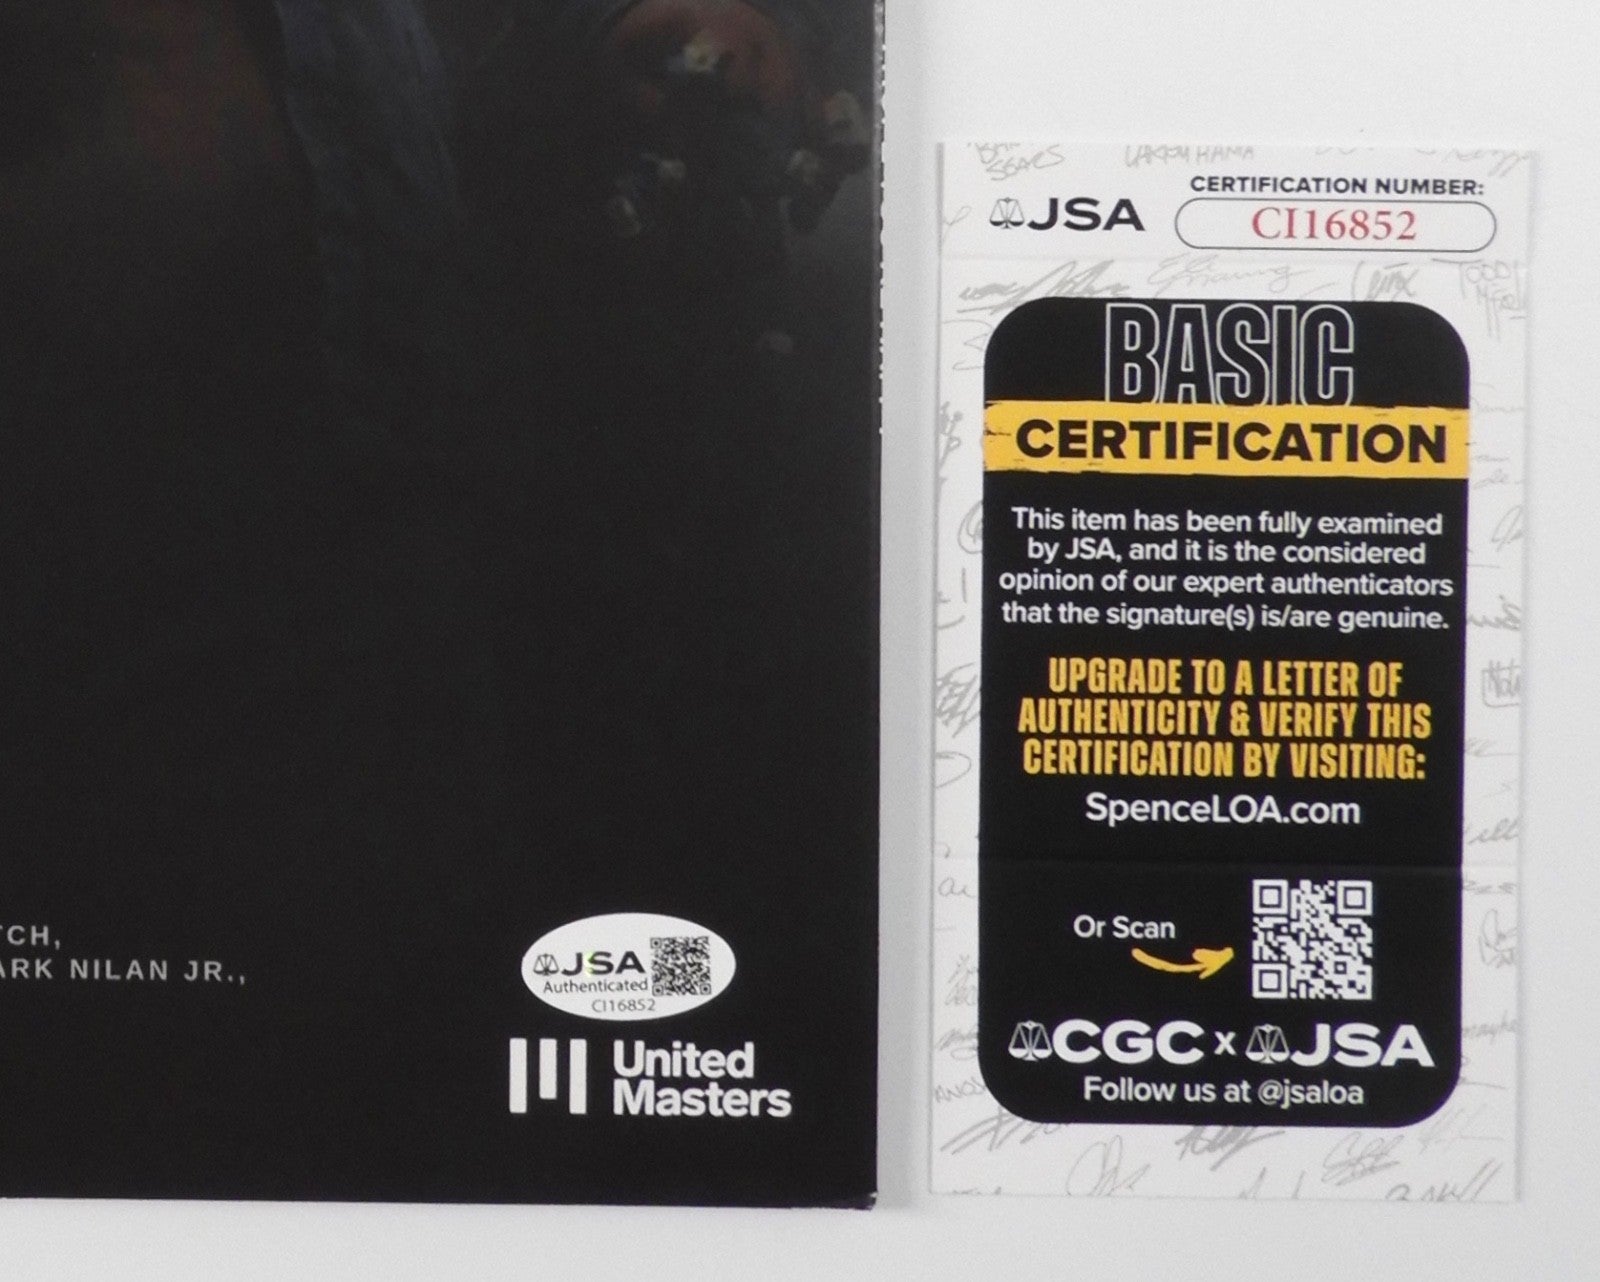 TCH,
ARK NILAN JR.,
JSA
Authenticated
CI16852
United
Masters
JSA
CERTIFICATION NUMBER:
CI16852
BASIC
CERTIFICATION
This item has been fully examined
by JSA, and it is the considered
opinion of our expert authenticators
that the signature(s) is/are genuine.
UPGRADE TO A LETTER OF
AUTHENTICITY & VERIFY THIS
CERTIFICATION BY VISITING:
SpenceLOA.com
Or Scan
CGC x JSA
Follow us at @jsaloa